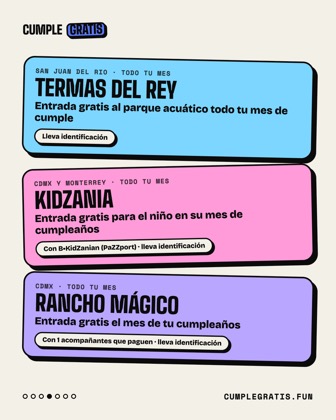 CUMPLE GRATIS
SAN JUAN DEL RIO · TODO TU MES
TERMAS DEL REY
Entrada gratis al parque acuático todo tu mes de
cumple
Lleva identificación
CDMX Y MONTERREY · TODO TU MES
KIDZANIA
Entrada gratis para el niño en su mes de
cumpleaños
Con B•KidZanian (PaZZport) · lleva identificación
CDMX · TODO TU MES
RANCHO MÁGICO
Entrada gratis el mes de tu cumpleaños
Con 1 acompañantes que paguen · lleva identificación
CUMPLEGRATIS.FUN